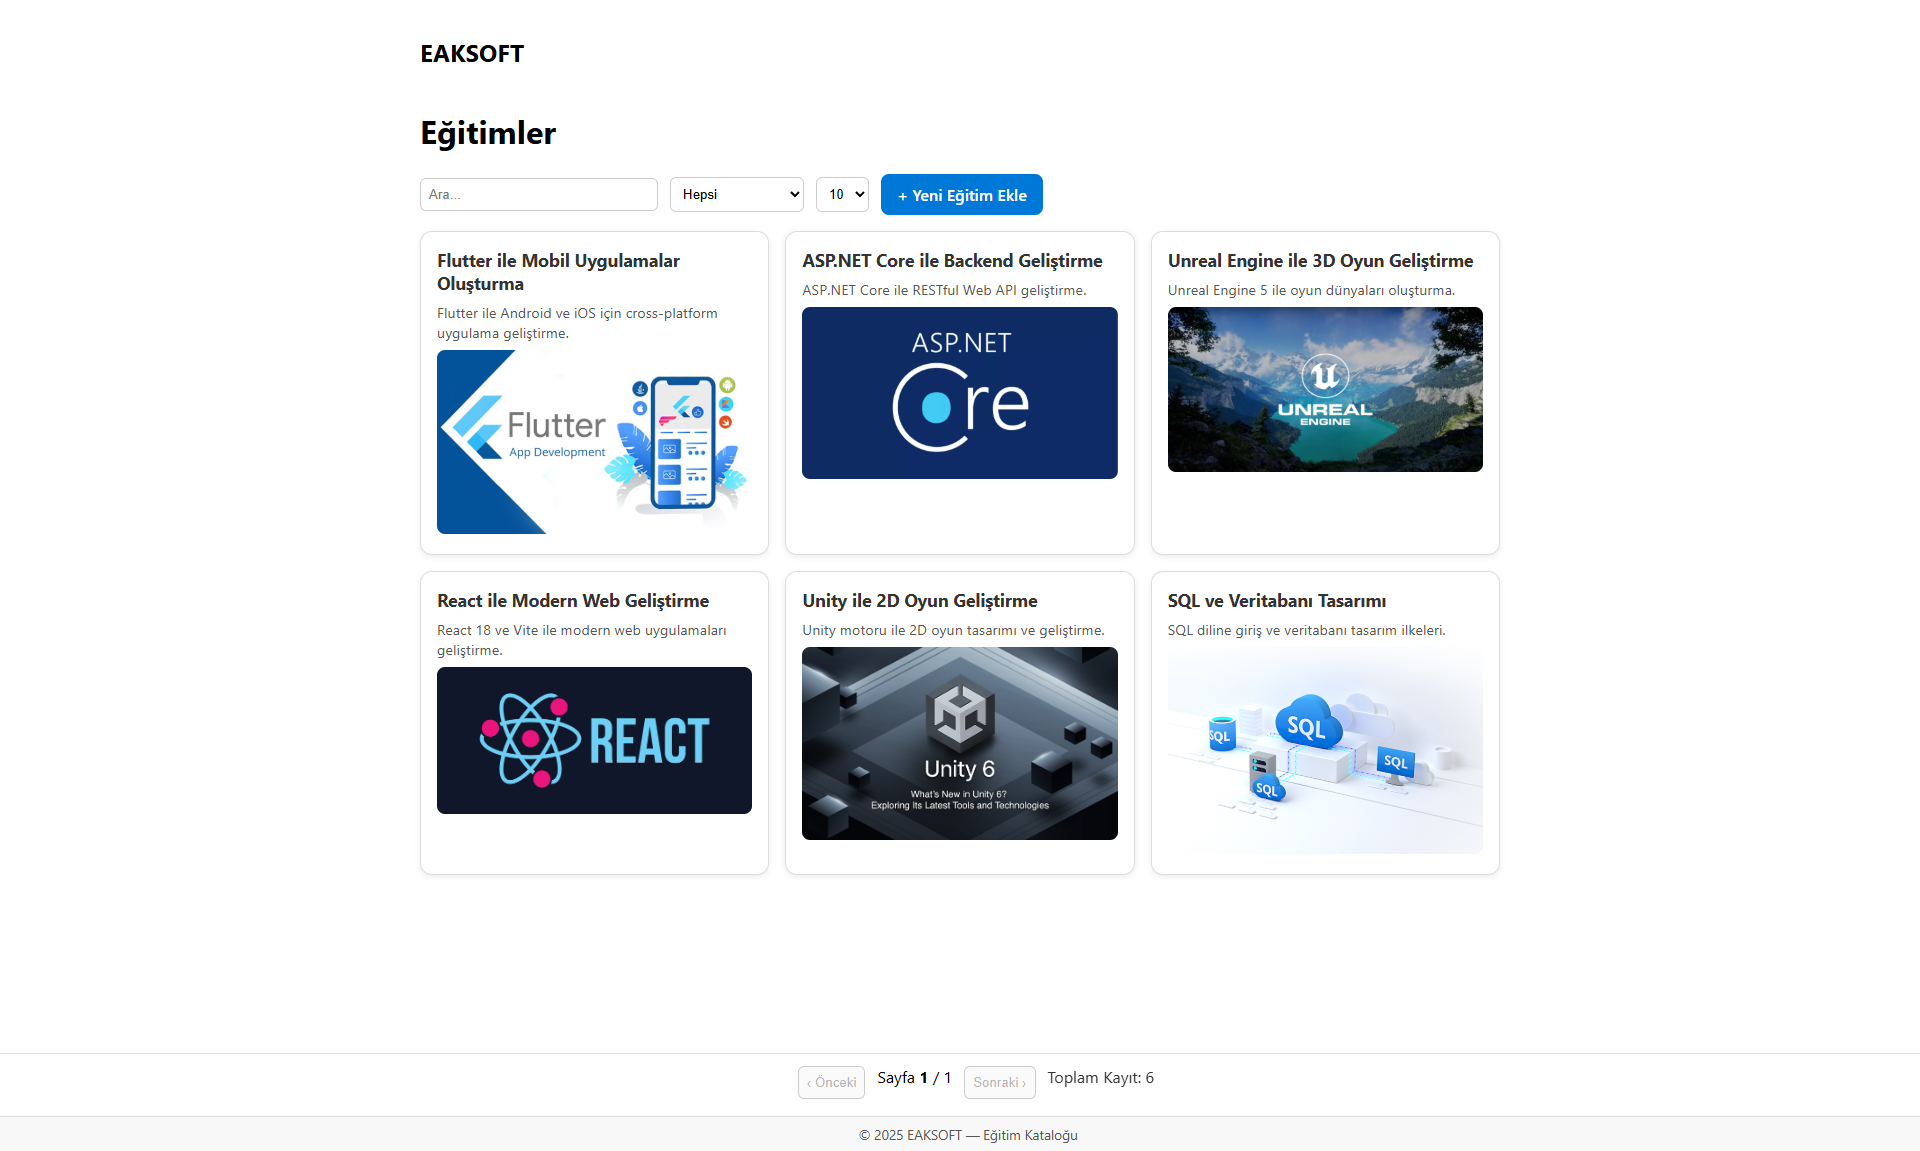 EAKSOFT
Eğitimler
Ara...
Hepsi
10
+ Yeni Eğitim Ekle
Flutter ile Mobil Uygulamalar
Oluşturma
Flutter ile Android ve iOS için cross-platform
uygulama geliştirme.
Flutter
App Development
ASP.NET Core ile Backend Geliştirme
ASP.NET Core ile RESTful Web API geliştirme.
ASP.NET
Core
Unreal Engine ile 3D Oyun Geliştirme
Unreal Engine 5 ile oyun dünyaları oluşturma.
UNREAL
ENGINE
React ile Modern Web Geliştirme
React 18 ve Vite ile modern web uygulamaları
geliştirme.
REACT
Unity ile 2D Oyun Geliştirme
Unity motoru ile 2D oyun tasarımı ve geliştirme.
Unity 6
What's New in Unity 6?
Exploring Its Latest Tools and Technologies
SQL ve Veritabanı Tasarımı
SQL diline giriş ve veritabanı tasarım ilkeleri.
SQL
SQL
SQL
SQL
‹ Önceki
Sayfa 1 / 1
Sonraki ›
Toplam Kayıt: 6
© 2025 EAKSOFT — Eğitim Kataloğu